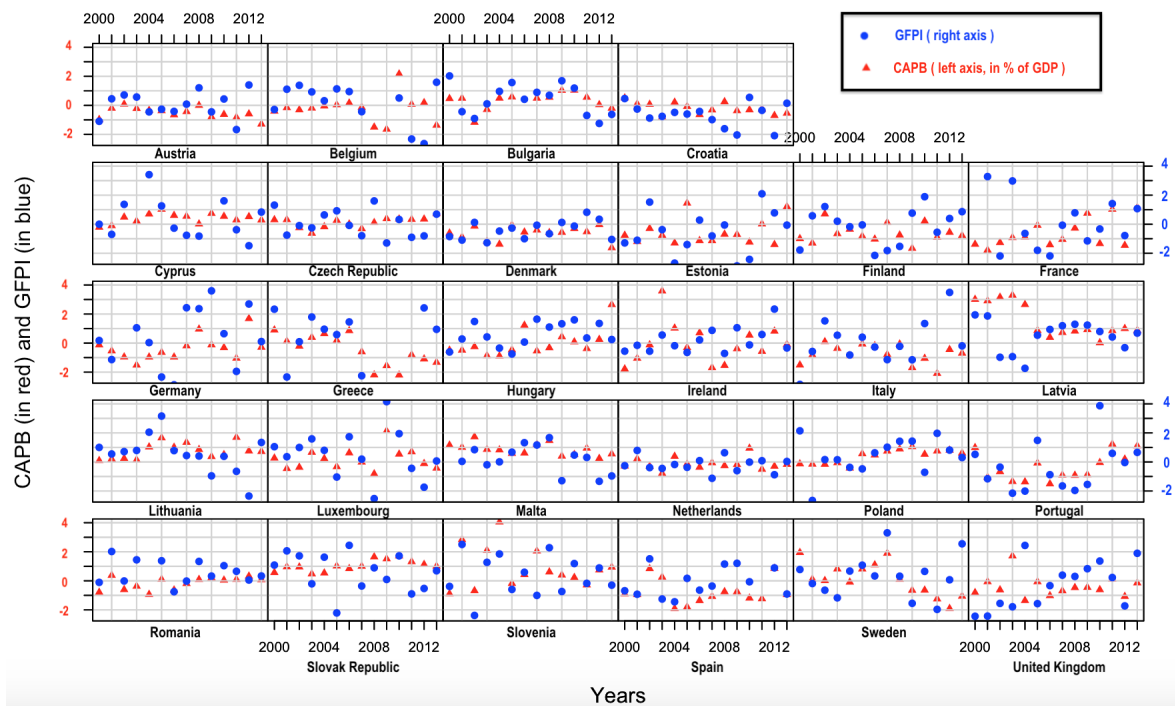 2000 2004 2008 2012
GFPI ( right axis )
CAPB ( left axis, in % of GDP )
4
2
0
-2
Austria Belgium Bulgaria Croatia
2000 2004 2008 2012
4
2
0
-2
Cyprus Czech Republic Denmark Estonia Finland France
4
2
0
-2
Germany Greece Hungary Ireland Italy Latvia
4
2
0
-2
Lithuania Luxembourg Malta Netherlands Poland Portugal
4
2
0
-2
Romania Slovenia Sweden
2000 2004 2008 2012 2000 2004 2008 2012 2000 2004 2008 2012
Slovak Republic Spain United Kingdom
Years
CAPB (in red) and GFPI (in blue)